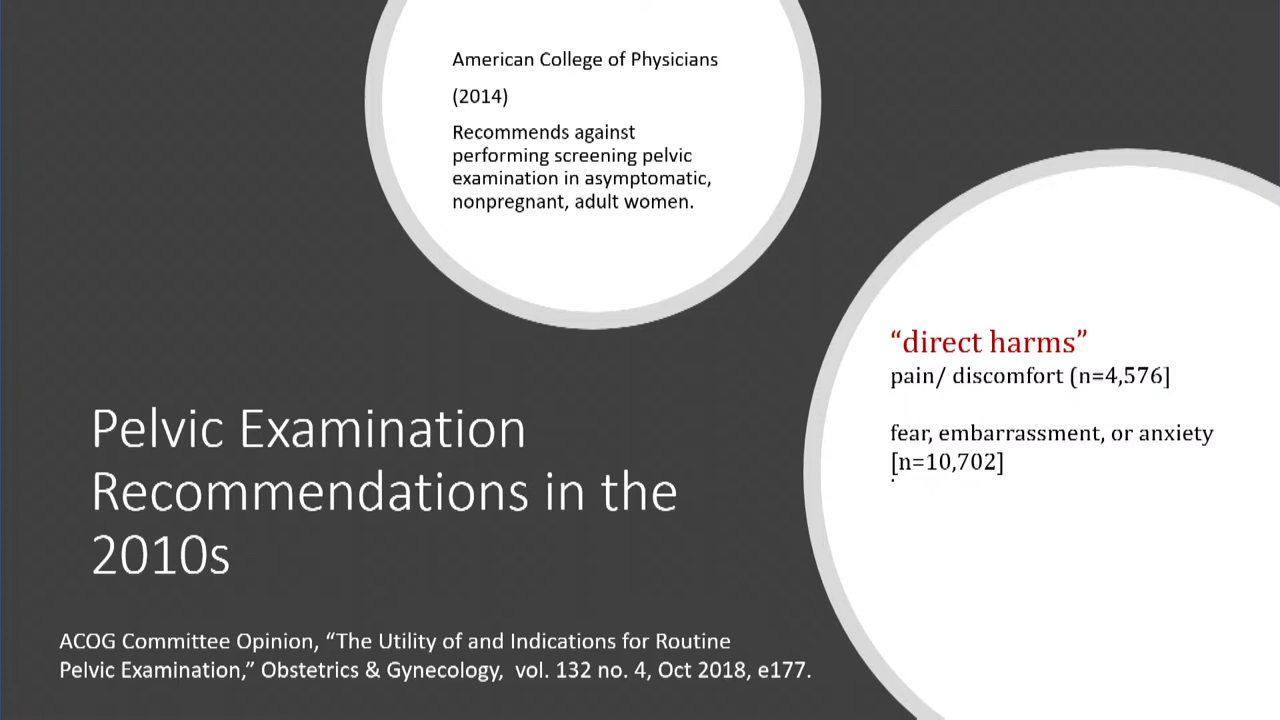 American College of Physicians
(2014)
Recommends against
performing screening pelvic
examination in asymptomatic,
nonpregnant, adult women.
“direct harms”
pain/ discomfort (n=4,576]
fear, embarrassment, or anxiety
[n=10,702]
.
Pelvic Examination
Recommendations in the
2010s
ACOG Committee Opinion, “The Utility of and Indications for Routine
Pelvic Examination,” Obstetrics & Gynecology,  vol. 132 no. 4, Oct 2018, e177.